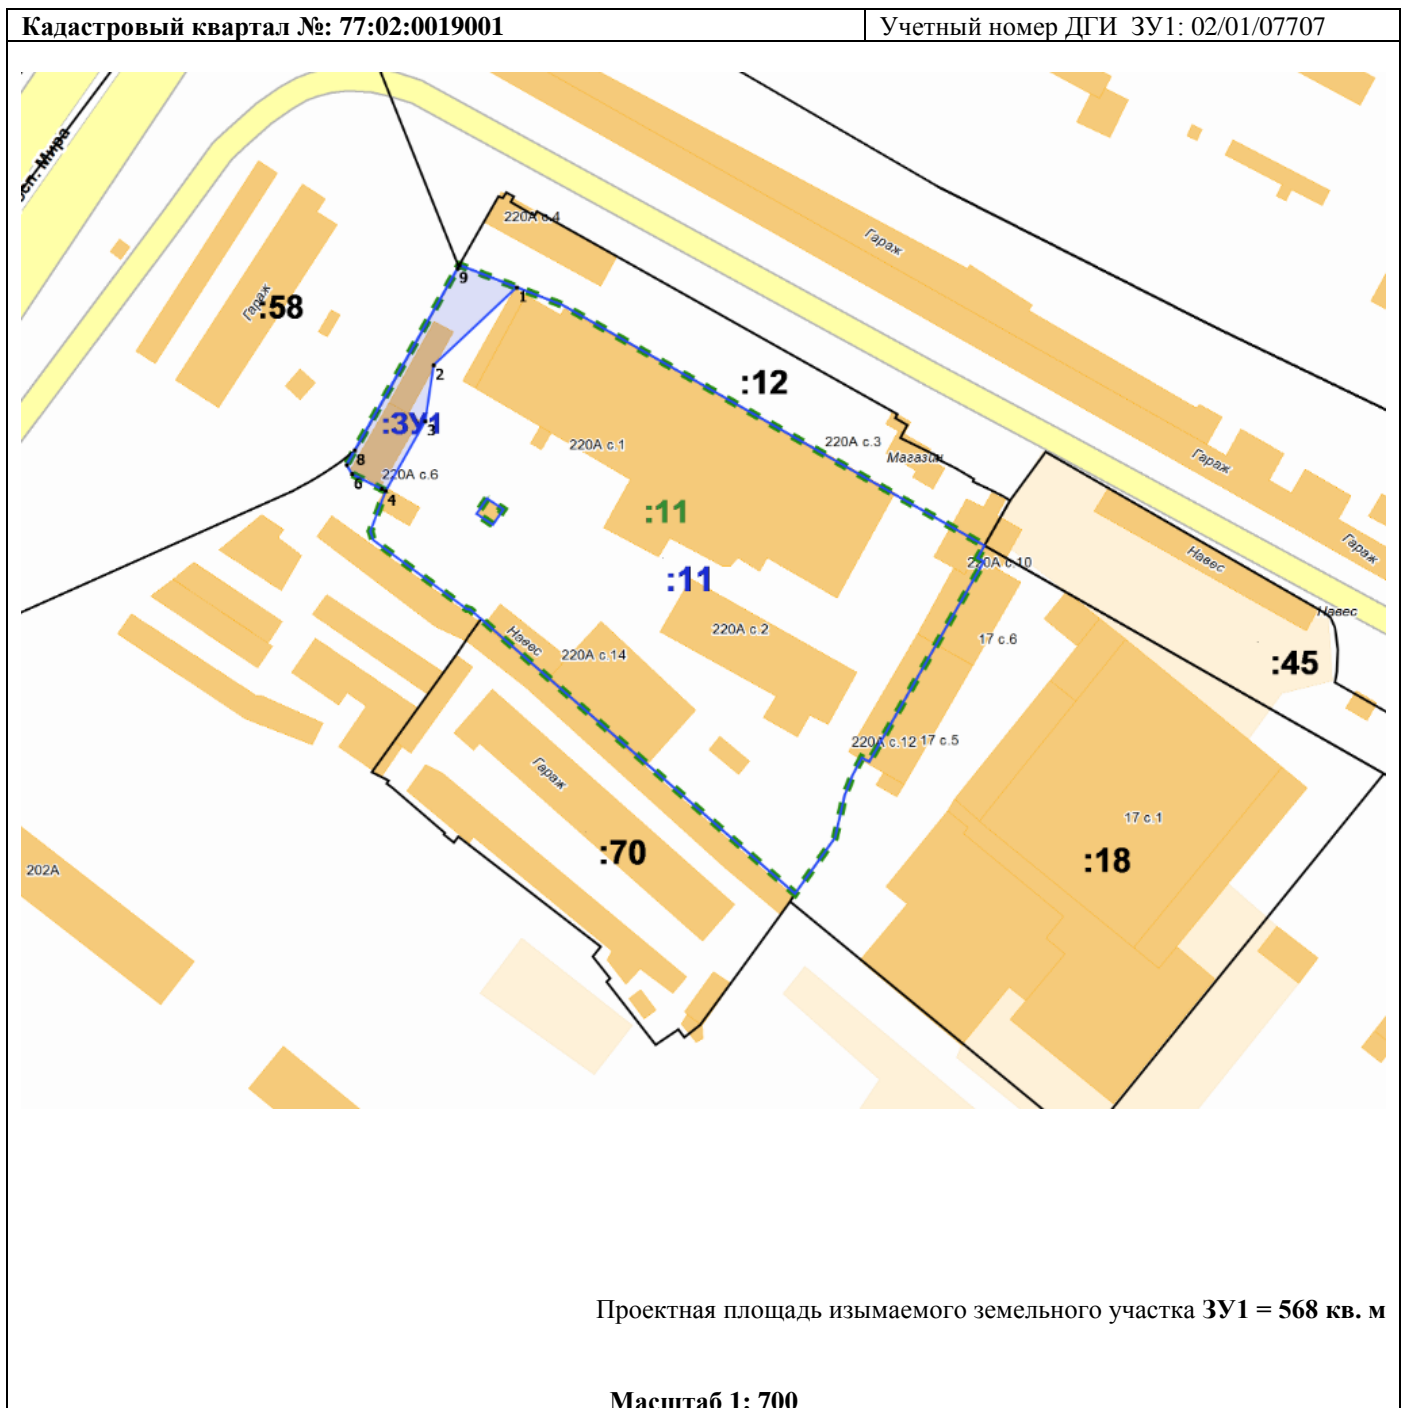 Кадастровый квартал №: 77:02:0019001
Учетный номер ДГИ ЗУ1: 02/01/07707
Мира
220А с.4
Гараж
9
1
Гараж
:58
2
:12
:ЗУ1
3
220А с.1
220А с.3
Магазин
Гараж
8
6
220А с.6
4
:11
Навес
Гараж
220А с.10
:11
Навес
220А с.2
17 с.6
Навес
220А с.14
:45
220А с.12
17 с.5
Гараж
17 с.1
:70
:18
202А
Проектная площадь изымаемого земельного участка ЗУ1 = 568 кв. м
Масштаб 1: 700